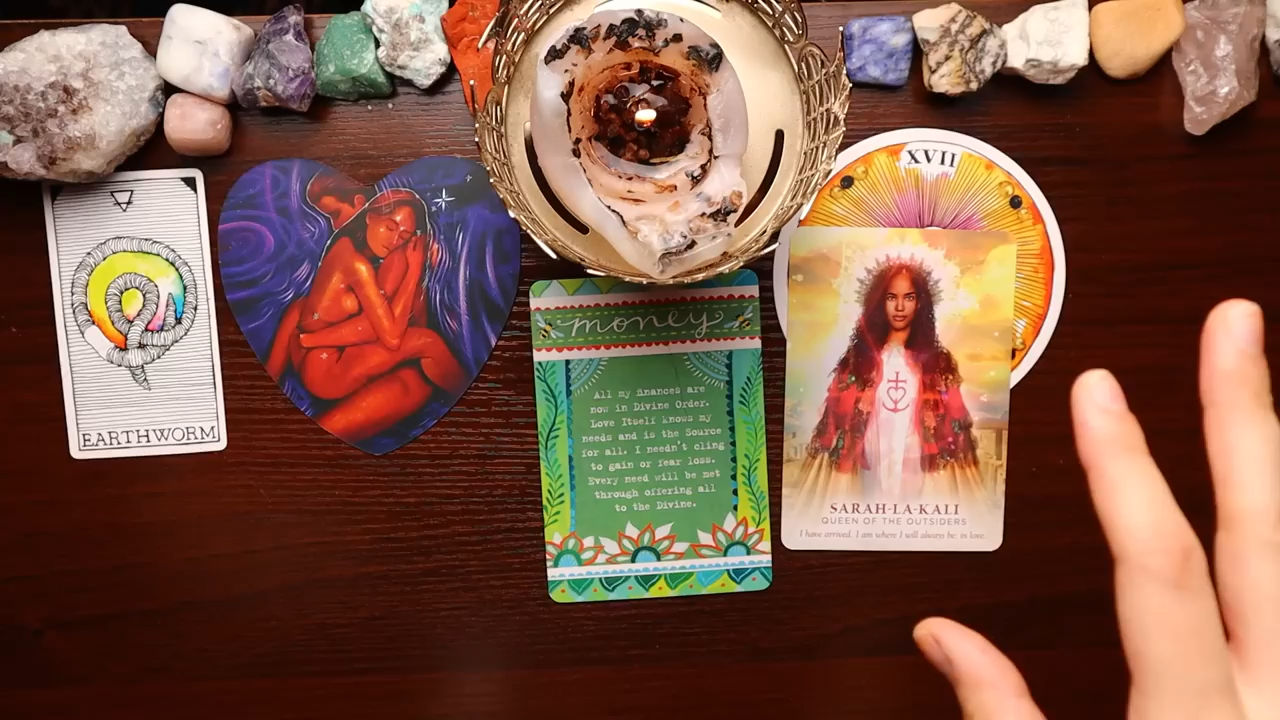 EARTHWORM
money
All my finances are
now in Divine Order.
Love Itself knows my
needs and is the Source
for all. I needn't cling
to gain or fear loss.
Every need will be met
through offering all
to the Divine.
XVII
SARAH-LA-KALI
QUEEN OF THE OUTSIDERS
I have arrived. I am where I will always be: in love.